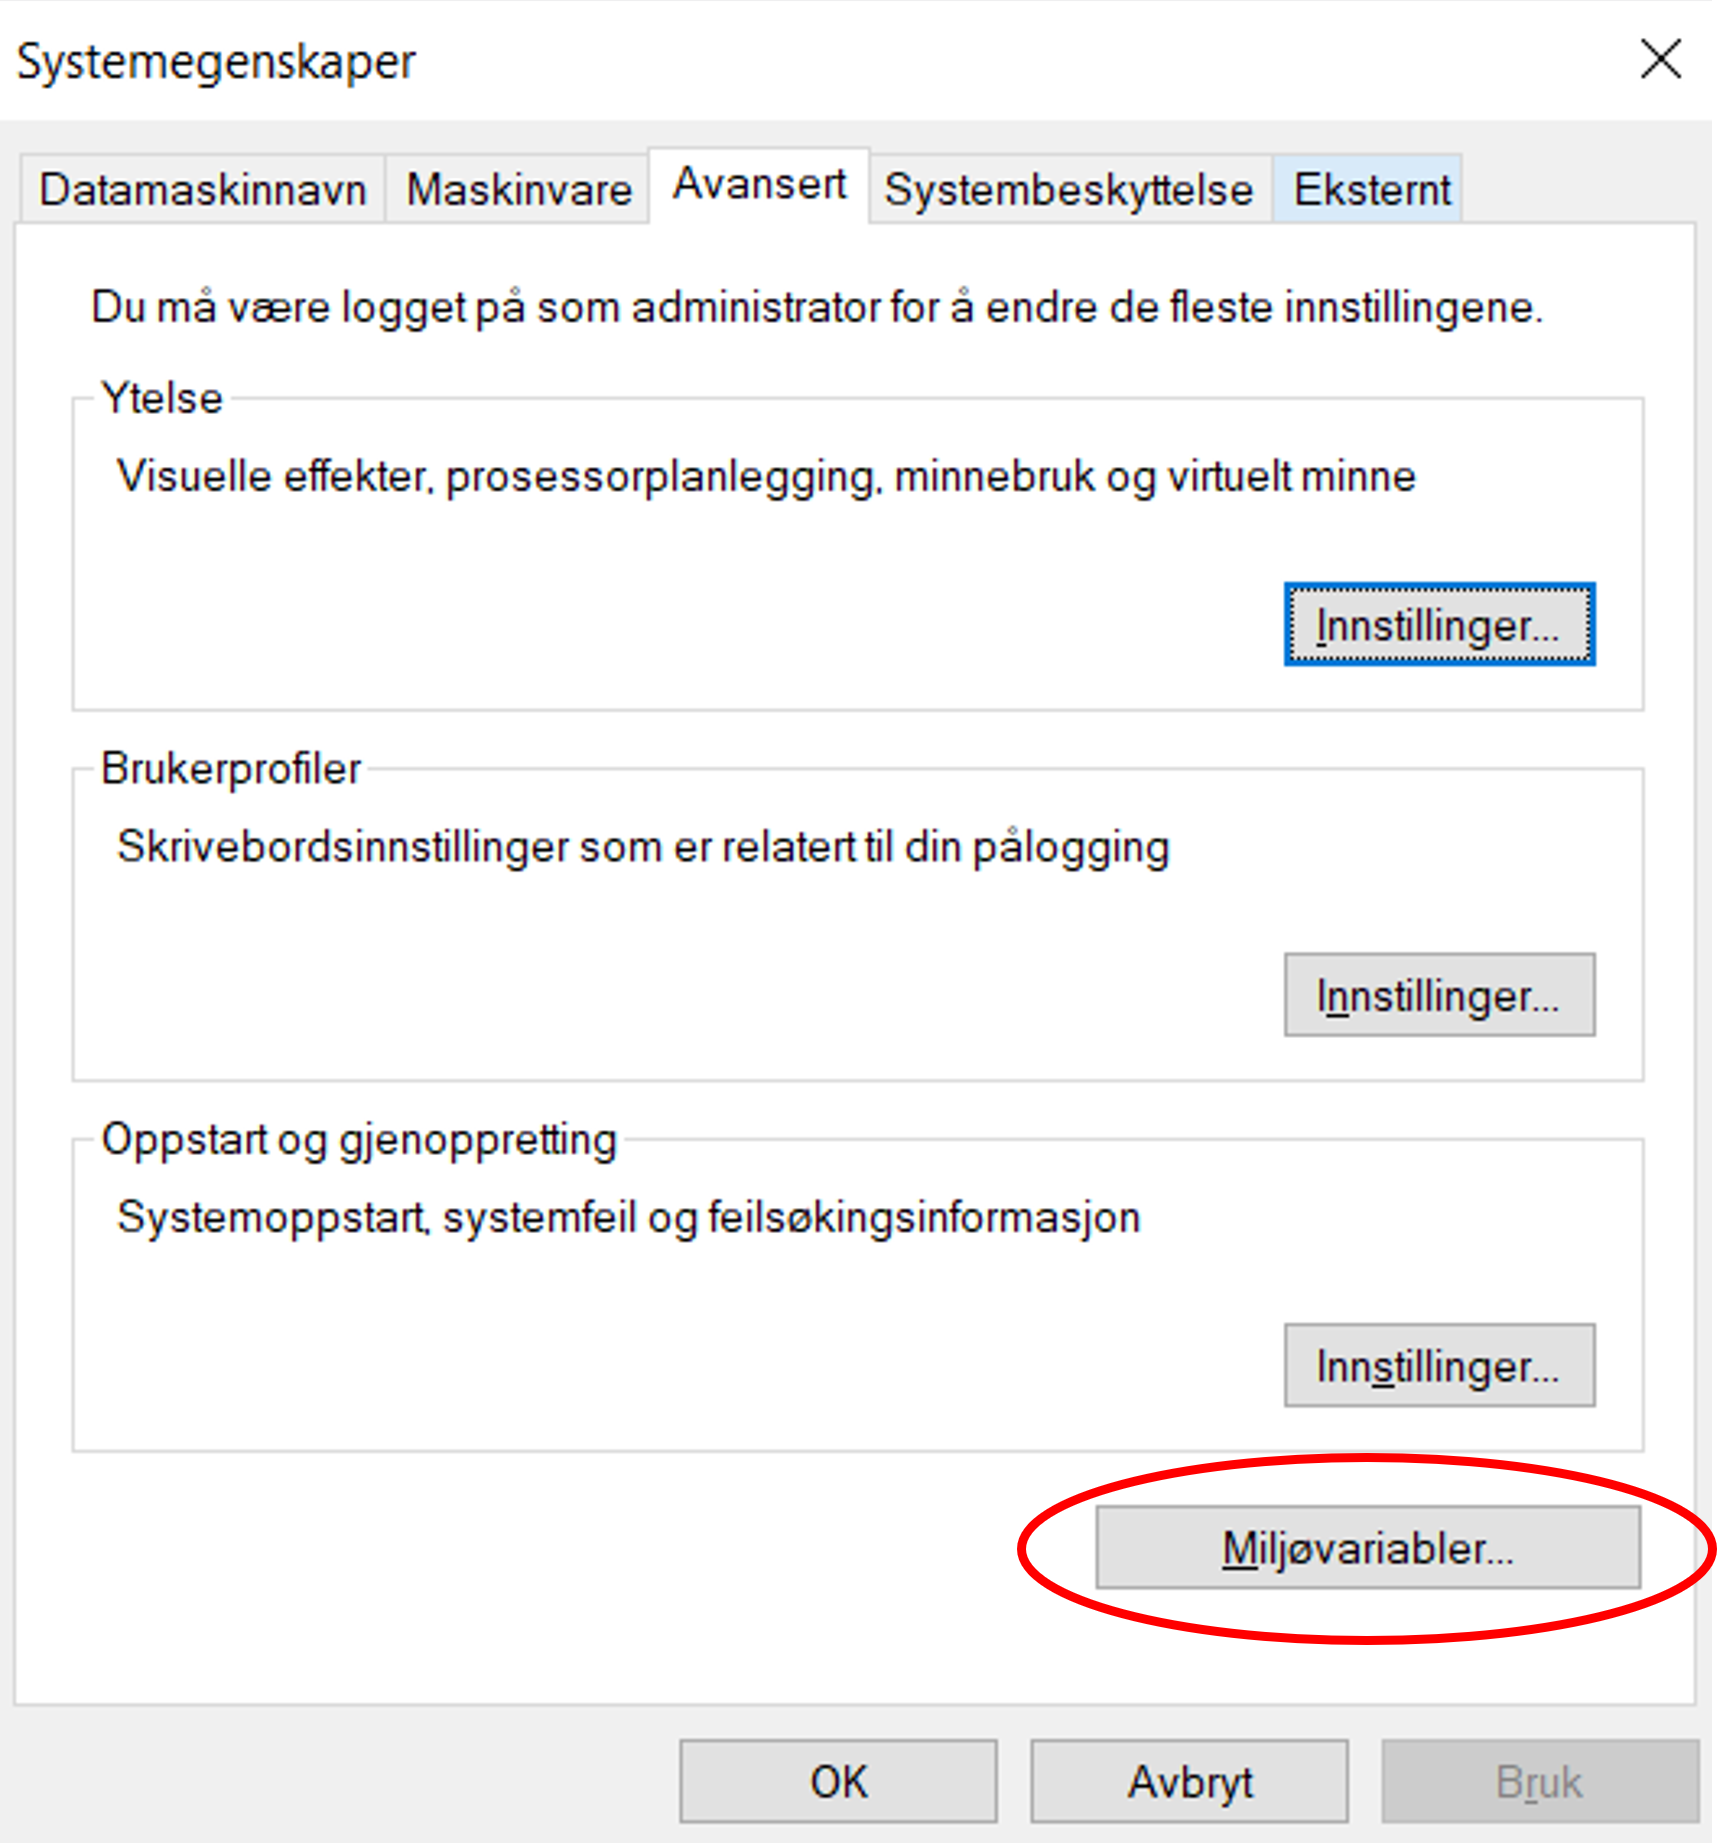 Systemegenskaper
Datamaskinnavn Maskinvare Avansert Systembeskyttelse Eksternt
Du må være logget på som administrator for å endre de fleste innstillingene.
Ytelse
Visuelle effekter, prosessorplanlegging, minnebruk og virtuelt minne
Innstillinger...
Brukerprofiler
Skrivebordsinnstillinger som er relatert til din pålogging
Innstillinger...
Oppstart og gjenoppretting
Systemoppstart, systemfeil og feilsøkingsinformasjon
Innstillinger...
Miljøvariabler...
OK Avbryt Bruk